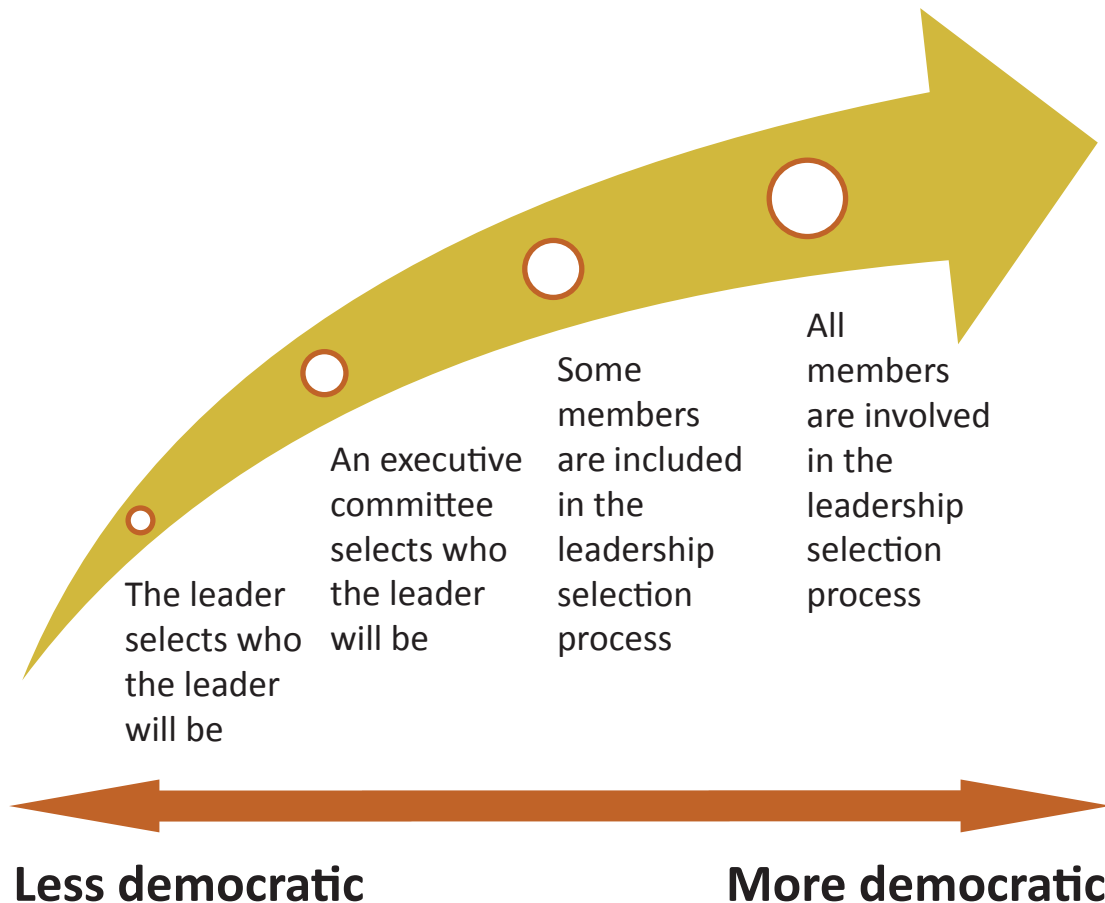 The leader
selects who
the leader
will be
An executive
committee
selects who
the leader
will be
Some
members
are included
in the
leadership
selection
process
All
members
are involved
in the
leadership
selection
process
Less democratic
More democratic